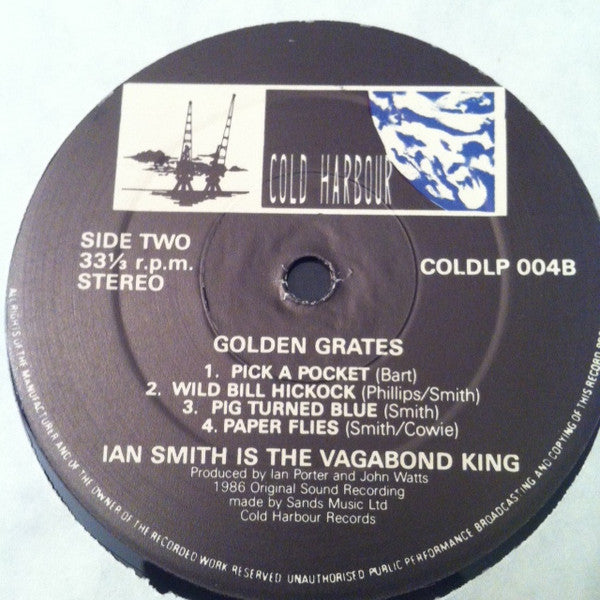 COLD HARBOUR
SIDE TWO
33⅓ r.p.m.
STEREO
COLDLP 004B
GOLDEN GRATES
1. PICK A POCKET (Bart)
2. WILD BILL HICKOCK (Phillips/Smith)
3. PIG TURNED BLUE (Smith)
4. PAPER FLIES (Smith/Cowie)
IAN SMITH IS THE VAGABOND KING
Produced by Ian Porter and John Watts
1986 Original Sound Recording
made by Sands Music Ltd
Cold Harbour Records
ALL RIGHTS OF THE MANUFACTURER AND OF THE OWNER OF THE RECORDED WORK RESERVED UNAUTHORISED PUBLIC PERFORMANCE BROADCASTING AND COPYING OF THIS RECORD